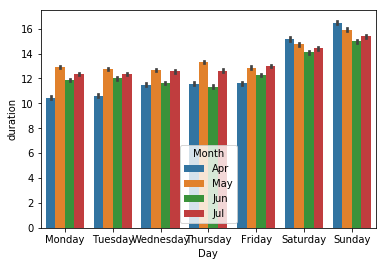 duration
16
14
12
10
8
6
4
2
0
Month
Apr
May
Jun
Jul
Monday Tuesday Wednesday Thursday Friday Saturday Sunday
Day